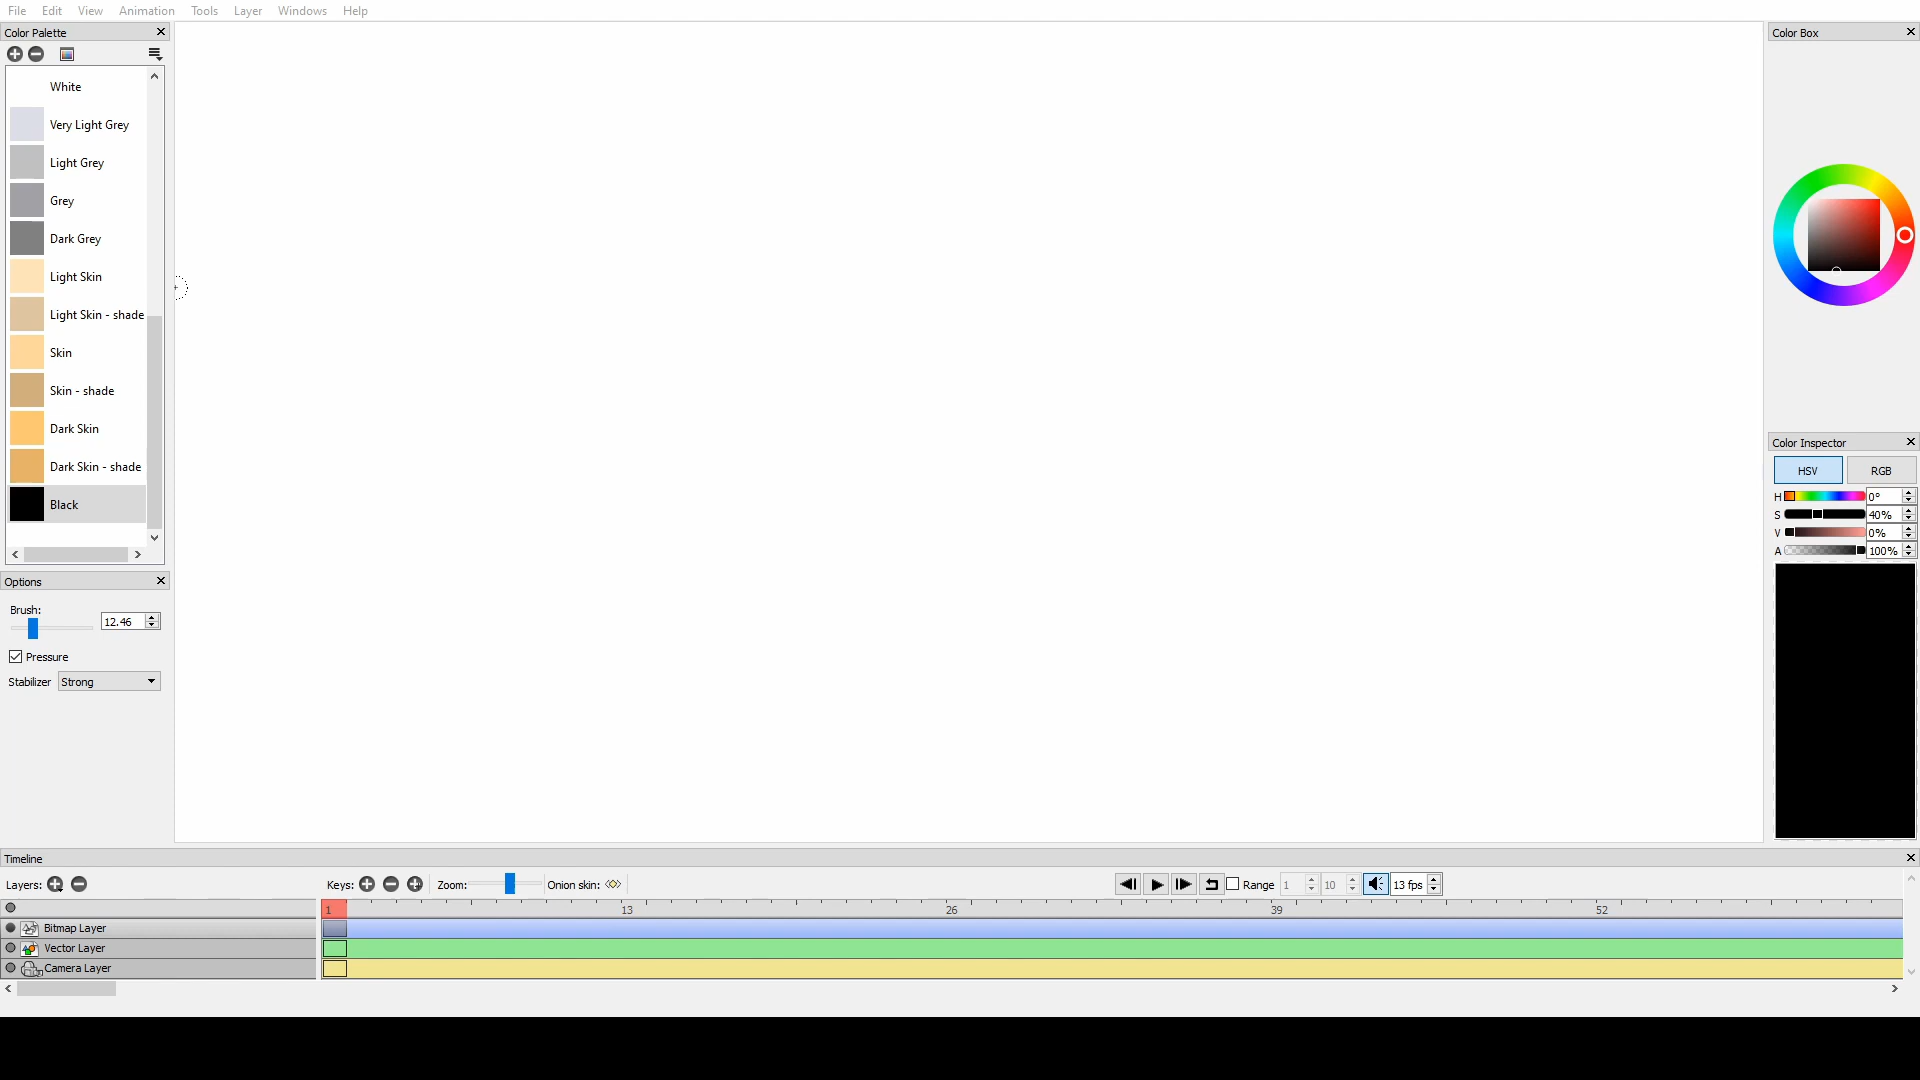 File Edit View Animation Tools Layer Windows Help
Color Palette
White
Very Light Grey
Light Grey
Grey
Dark Grey
Light Skin
Light Skin - shade
Skin
Skin - shade
Dark Skin
Dark Skin - shade
Black
Options
Brush:
12.46
Pressure
Stabilizer Strong
Color Box
Color Inspector
HSV RGB
H 0°
S 40%
V 0%
A 100%
Timeline
Layers: Keys: Zoom: Onion skin: Range 1 10 13 fps
1 13 26 39 52
Bitmap Layer
Vector Layer
Camera Layer